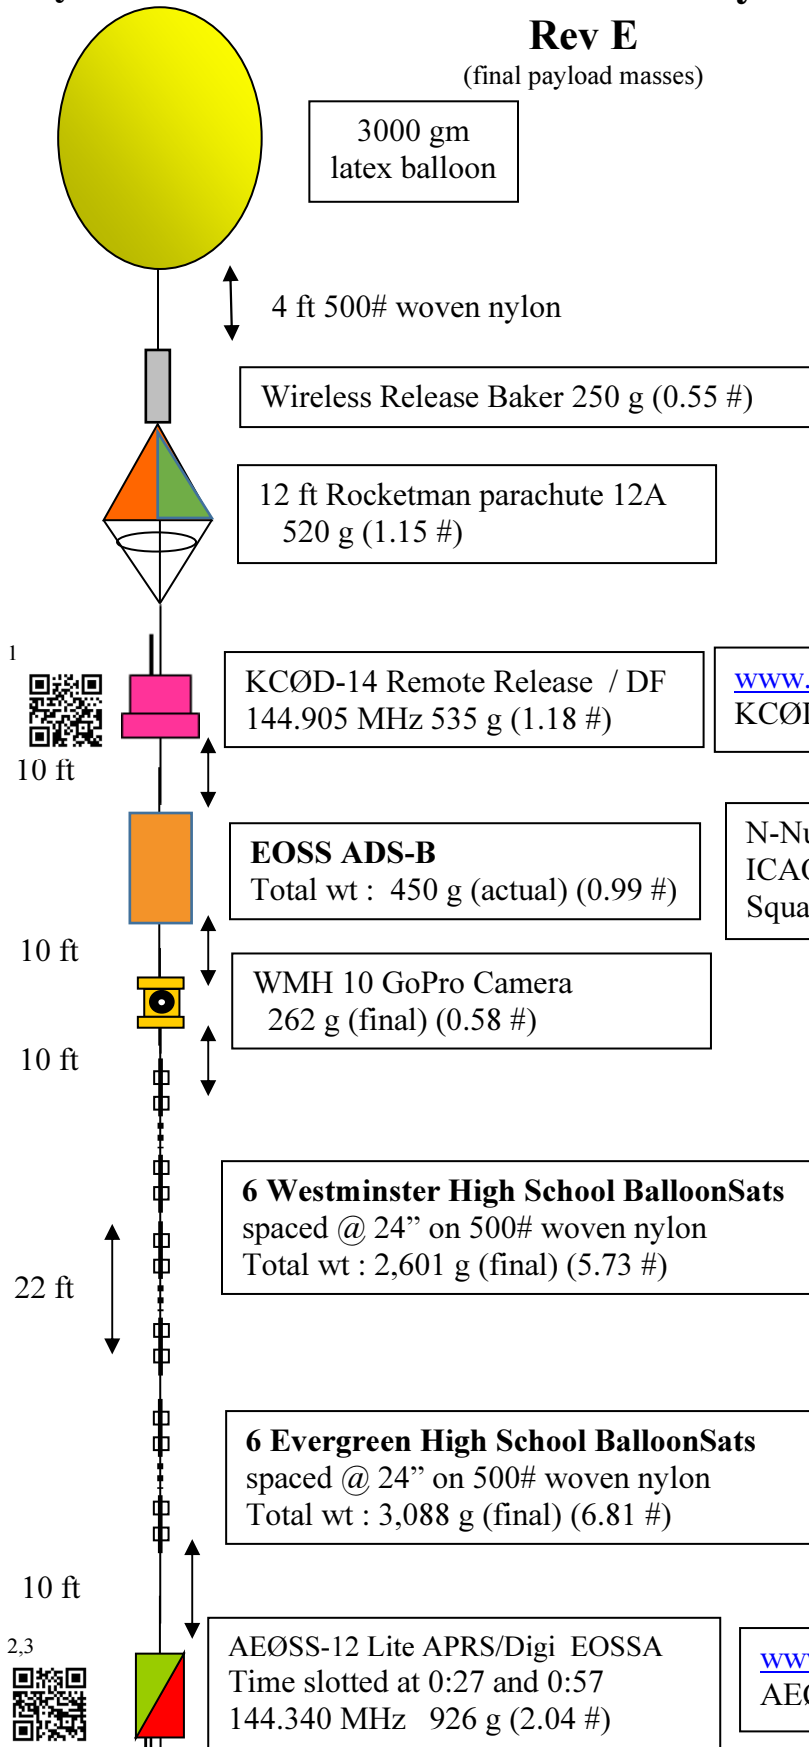 Rev E
(final payload masses)
3000 gm
latex balloon
4 ft 500# woven nylon
Wireless Release Baker 250 g (0.55 #)
12 ft Rocketman parachute 12A
520 g (1.15 #)
1
KCØD-14 Remote Release / DF
144.905 MHz 535 g (1.18 #)
www.
10 ft
EOSS ADS-B
Total wt : 450 g (actual) (0.99 #)
10 ft
WMH 10 GoPro Camera
262 g (final) (0.58 #)
10 ft
6 Westminster High School BalloonSats
spaced @ 24” on 500# woven nylon
Total wt : 2,601 g (final) (5.73 #)
22 ft
6 Evergreen High School BalloonSats
spaced @ 24” on 500# woven nylon
Total wt : 3,088 g (final) (6.81 #)
10 ft
2,3
AEØSS-12 Lite APRS/Digi EOSSA
Time slotted at 0:27 and 0:57
144.340 MHz 926 g (2.04 #)